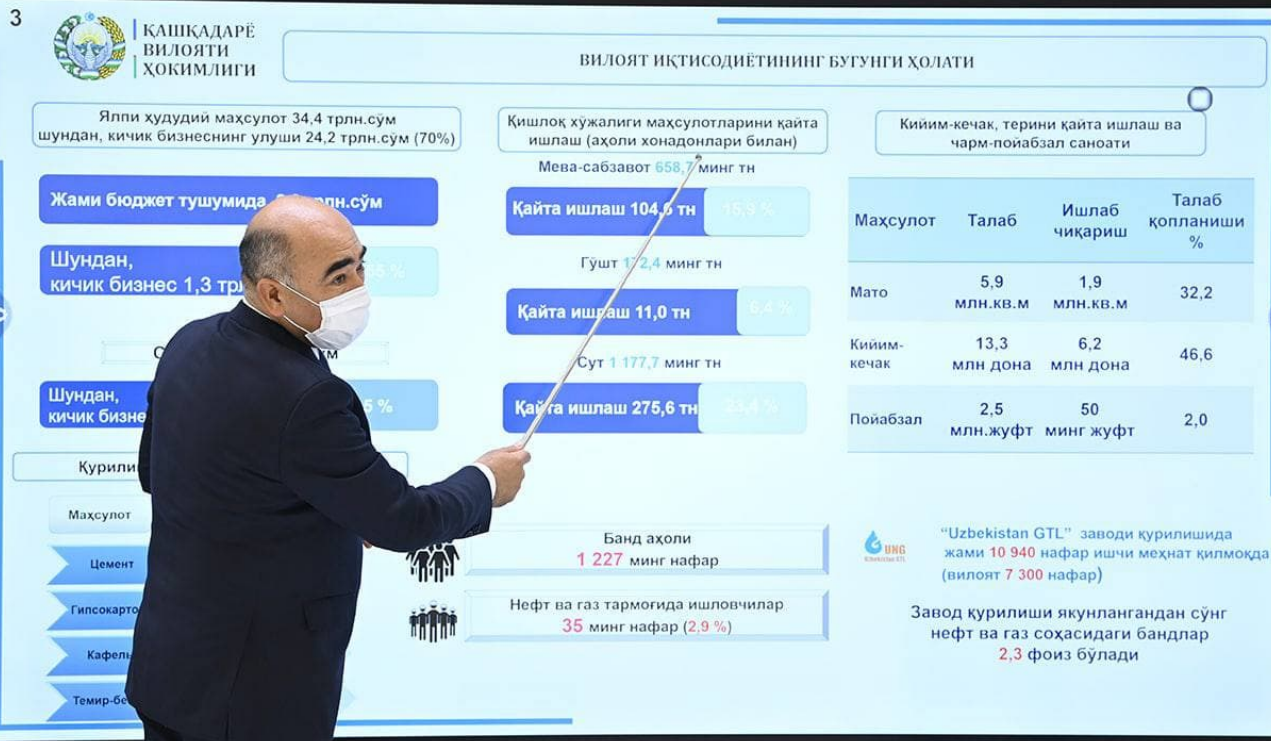 3
ҚАШҚАДАРЁ
ВИЛОЯТИ
ҲОКИМЛИГИ
ВИЛОЯТ ИҚТИСОДИЁТИНИНГ БУГУНГИ ҲОЛАТИ
Ялпи ҳудудий маҳсулот 34,4 трлн.сўм
шундан, кичик бизнеснинг улуши 24,2 трлн.сўм (70%)
Жами бюджет тушумида
Шундан,
кичик бизнес 1,3
Шундан,
кичик
Маҳсулот
Цемент
Қишлоқ хўжалиги маҳсулотларини қайта
ишлаш (аҳоли хонадонлари билан)
Мева-сабзавот 658,7 минг тн
Қайта ишлаш 104,6 тн
15,9 %
Гўшт 172,4 минг тн
Қайта ишлаш 11,0 тн
6,4 %
Сут 1 177,7 минг тн
Қайта ишлаш 275,6 тн
23,4 %
Кийим-кечак, терини қайта ишлаш ва
чарм-пойабзал саноати
Маҳсулот Талаб Ишлаб чиқариш Талаб қопланиши %
Мато 5,9 млн.кв.м 1,9 млн.кв.м 32,2
Кийим-кечак 13,3 млн дона 6,2 млн дона 46,6
Пойабзал 2,5 млн.жуфт 50 минг жуфт 2,0
Банд аҳоли
1 227 минг нафар
Нефт ва газ тармоғида ишловчилар
35 минг нафар (2,9 %)
UNG
Uzbekistan GTL
“Uzbekistan GTL” заводи қурилишида
жами 10 940 нафар ишчи меҳнат қилмоқда
(вилоят 7 300 нафар)
Завод қурилиши якунлангандан сўнг
нефт ва газ соҳасидаги бандлар
2,3 фоиз бўлади